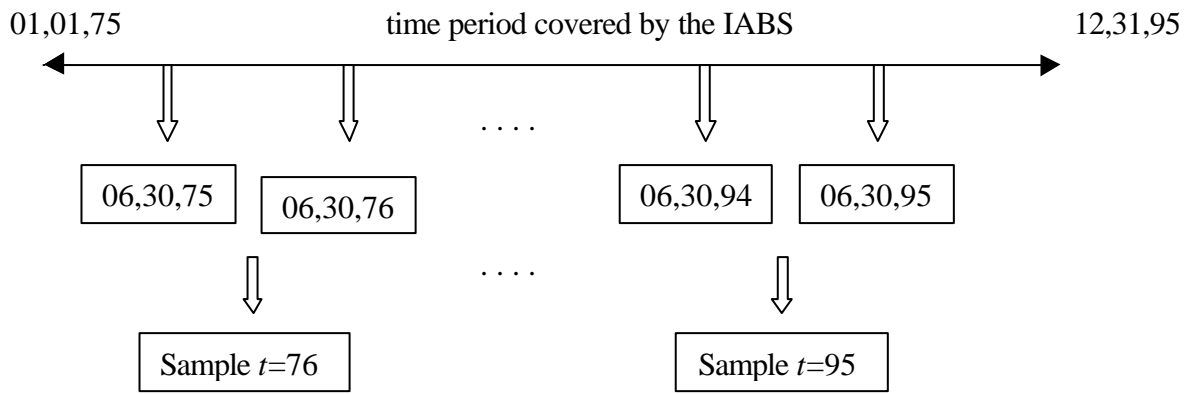 01,01,75 time period covered by the IABS 12,31,95
. . . .
06,30,75 06,30,76 06,30,94 06,30,95
. . . .
Sample t=76 Sample t=95